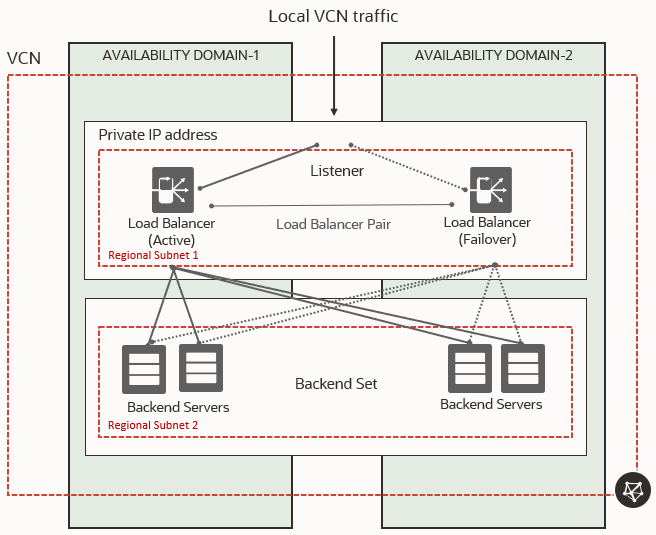 Local VCN traffic
VCN
AVAILABILITY DOMAIN-1
AVAILABILITY DOMAIN-2
Private IP address
Listener
Load Balancer
(Active)
Load Balancer Pair
Load Balancer
(Failover)
Regional Subnet 1
Backend Set
Backend Servers
Backend Servers
Regional Subnet 2